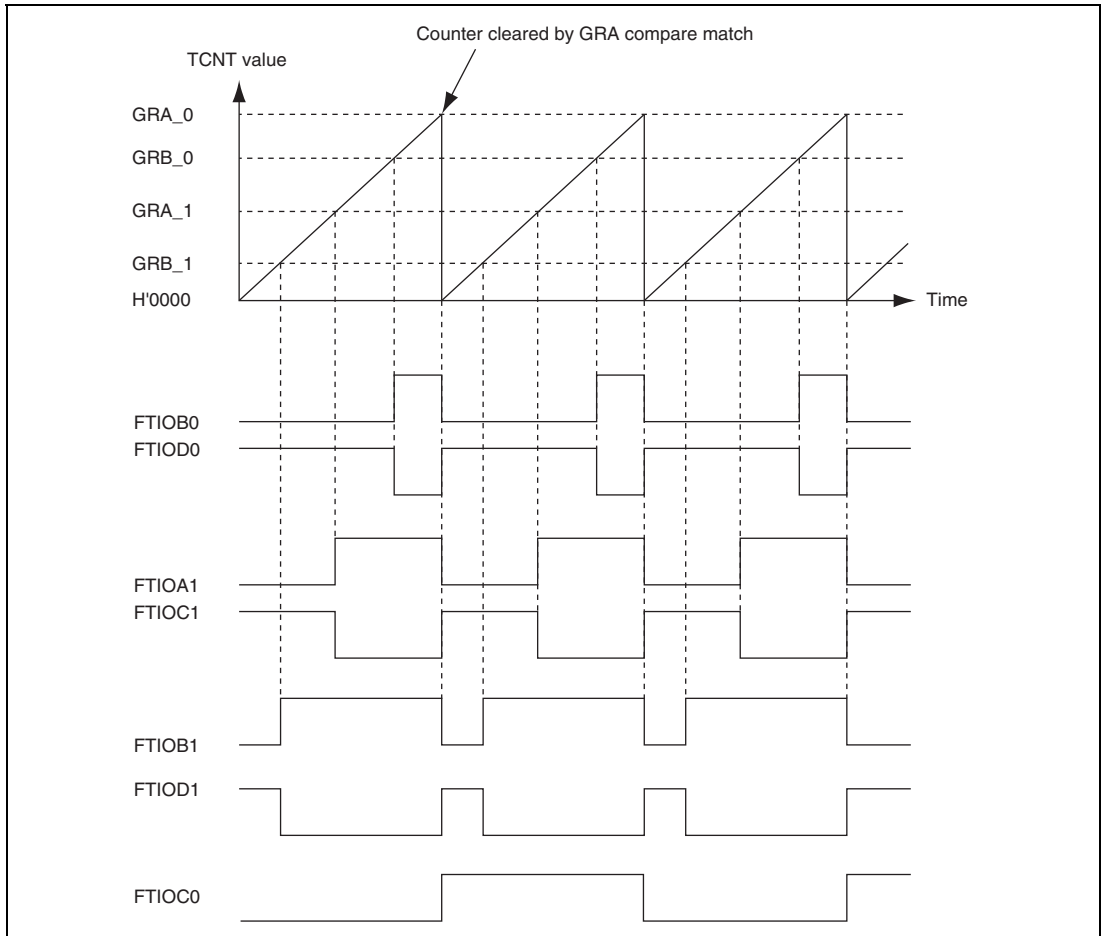 Counter cleared by GRA compare match
TCNT value
GRA_0
GRB_0
GRA_1
GRB_1
H'0000
Time
FTIOB0
FTIOD0
FTIOA1
FTIOC1
FTIOB1
FTIOD1
FTIOC0